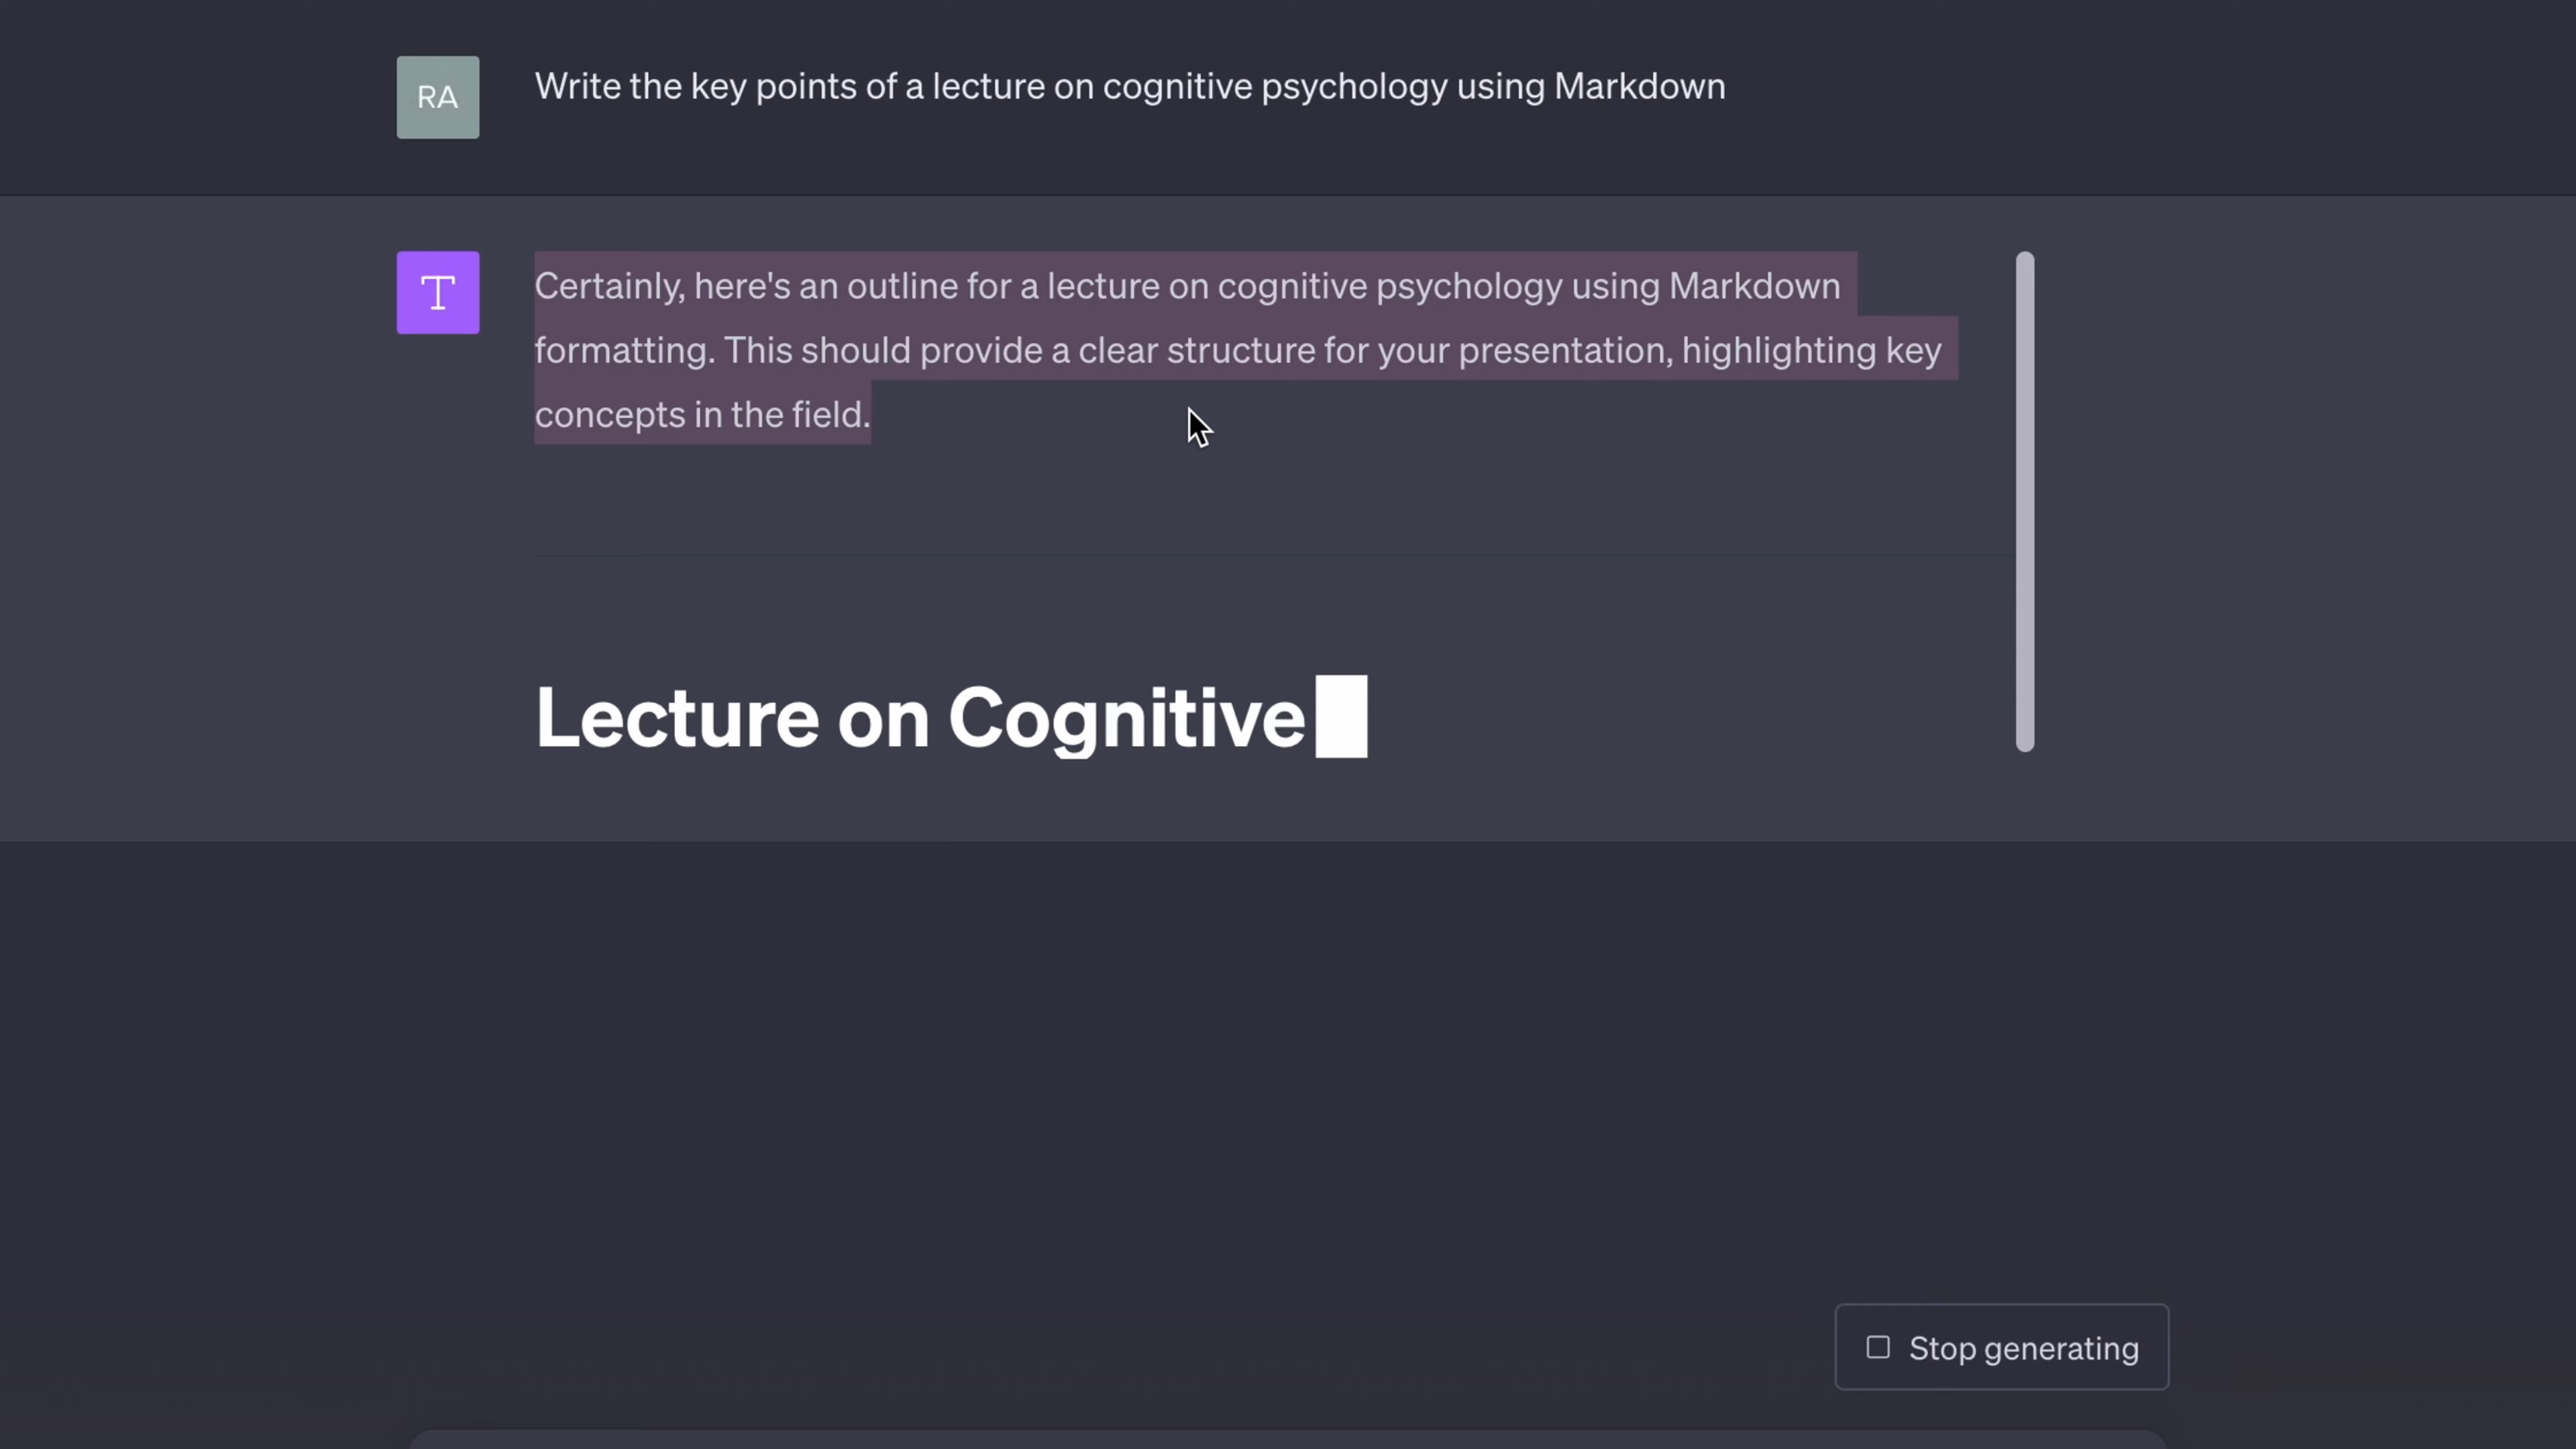 RA
Write the key points of a lecture on cognitive psychology using Markdown
T
Certainly, here's an outline for a lecture on cognitive psychology using Markdown
formatting. This should provide a clear structure for your presentation, highlighting key
concepts in the field.
Lecture on Cognitive
Stop generating